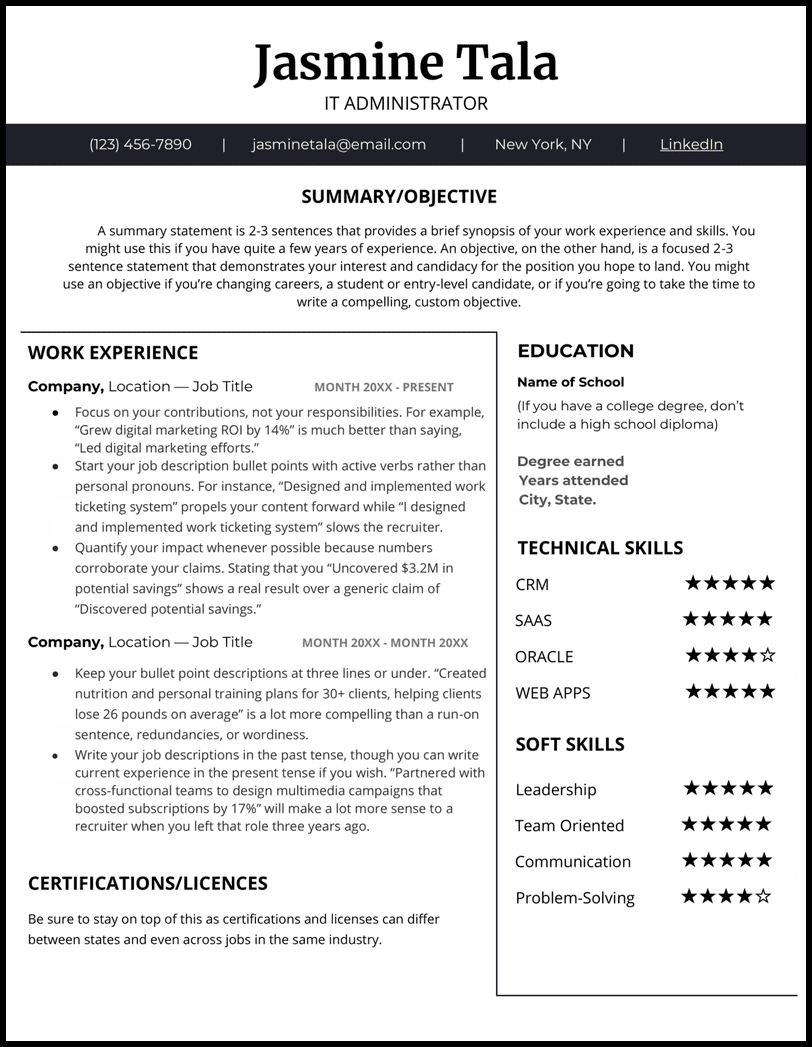 Jasmine Tala
IT ADMINISTRATOR
(123) 456-7890 | jasminetala@email.com | New York, NY | LinkedIn
SUMMARY/OBJECTIVE
A summary statement is 2-3 sentences that provides a brief synopsis of your work experience and skills. You
might use this if you have quite a few years of experience. An objective, on the other hand, is a focused 2-3
sentence statement that demonstrates your interest and candidacy for the position you hope to land. You might
use an objective if you’re changing careers, a student or entry-level candidate, or if you’re going to take the time to
write a compelling, custom objective.
WORK EXPERIENCE
Company, Location — Job Title MONTH 20XX - PRESENT
● Focus on your contributions, not your responsibilities. For example,
“Grew digital marketing ROI by 14%” is much better than saying,
“Led digital marketing efforts.”
● Start your job description bullet points with active verbs rather than
personal pronouns. For instance, “Designed and implemented work
ticketing system” propels your content forward while “I designed
and implemented work ticketing system” slows the recruiter.
● Quantify your impact whenever possible because numbers
corroborate your claims. Stating that you “Uncovered $3.2M in
potential savings” shows a real result over a generic claim of
“Discovered potential savings.”
Company, Location — Job Title MONTH 20XX - MONTH 20XX
● Keep your bullet point descriptions at three lines or under. “Created
nutrition and personal training plans for 30+ clients, helping clients
lose 26 pounds on average” is a lot more compelling than a run-on
sentence, redundancies, or wordiness.
● Write your job descriptions in the past tense, though you can write
current experience in the present tense if you wish. “Partnered with
cross-functional teams to design multimedia campaigns that
boosted subscriptions by 17%” will make a lot more sense to a
recruiter when you left that role three years ago.
CERTIFICATIONS/LICENCES
Be sure to stay on top of this as certifications and licenses can differ
between states and even across jobs in the same industry.
EDUCATION
Name of School
(If you have a college degree, don’t
include a high school diploma)
Degree earned
Years attended
City, State.
TECHNICAL SKILLS
CRM ★★★★★
SAAS ★★★★★
ORACLE ★★★★☆
WEB APPS ★★★★★
SOFT SKILLS
Leadership ★★★★★
Team Oriented ★★★★★
Communication ★★★★★
Problem-Solving ★★★★☆